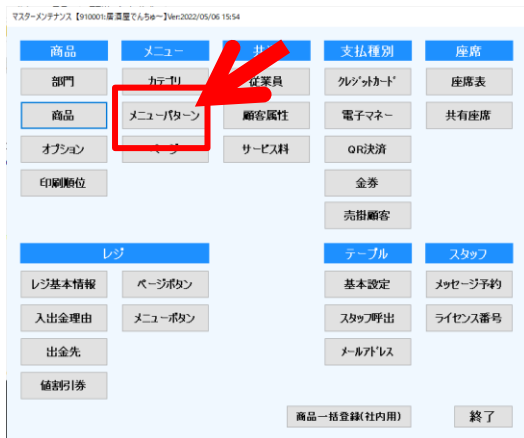 マスターメンテナンス 【910001:居酒屋でんちゅ～】Ver:2022/05/06 15:54
商品
メニュー
支払種別
座席
部門
カテゴリ
従業員
クレジットカード
座席表
商品
メニューパターン
顧客属性
電子マネー
共有座席
オプション
サービス料
QR決済
印刷順位
金券
売掛顧客
レジ
テーブル
スタッフ
レジ基本情報
ページボタン
基本設定
メッセージ予約
入出金理由
メニューボタン
スタッフ呼出
ライセンス番号
出金先
メールアドレス
値割引券
商品一括登録(社内用)
終了